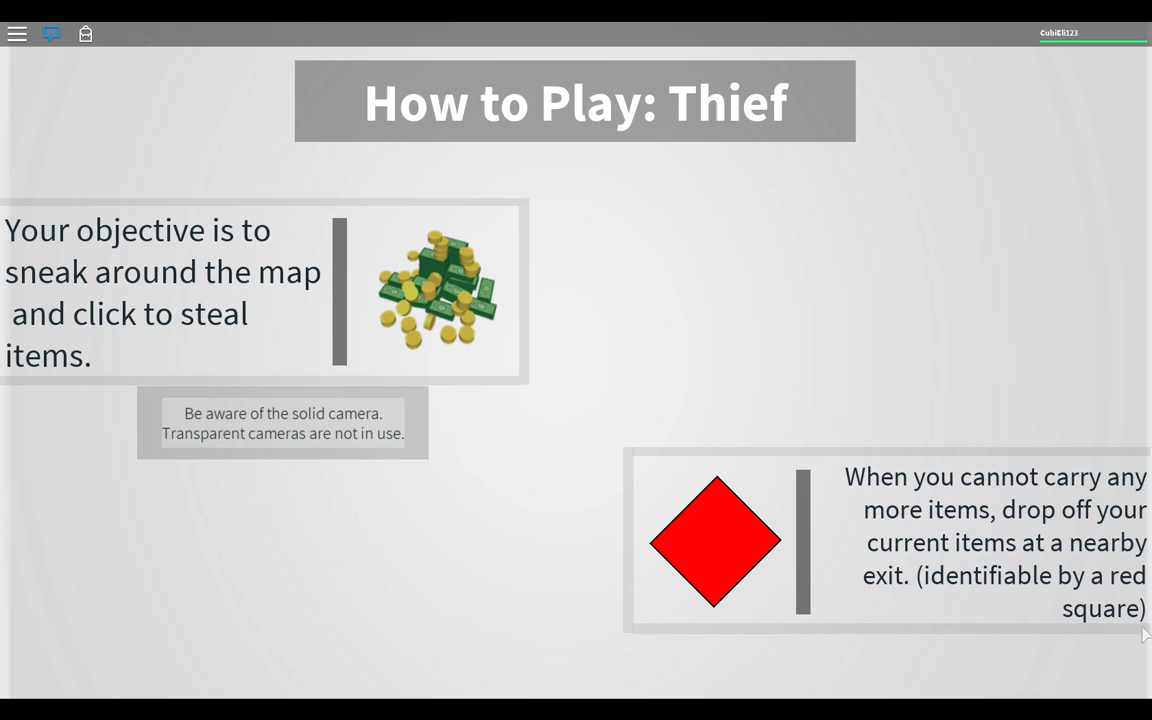 CubiEli123
How to Play: Thief
Your objective is to
sneak around the map
and click to steal
items.
Be aware of the solid camera.
Transparent cameras are not in use.
When you cannot carry any
more items, drop off your
current items at a nearby
exit. (identifiable by a red
square)